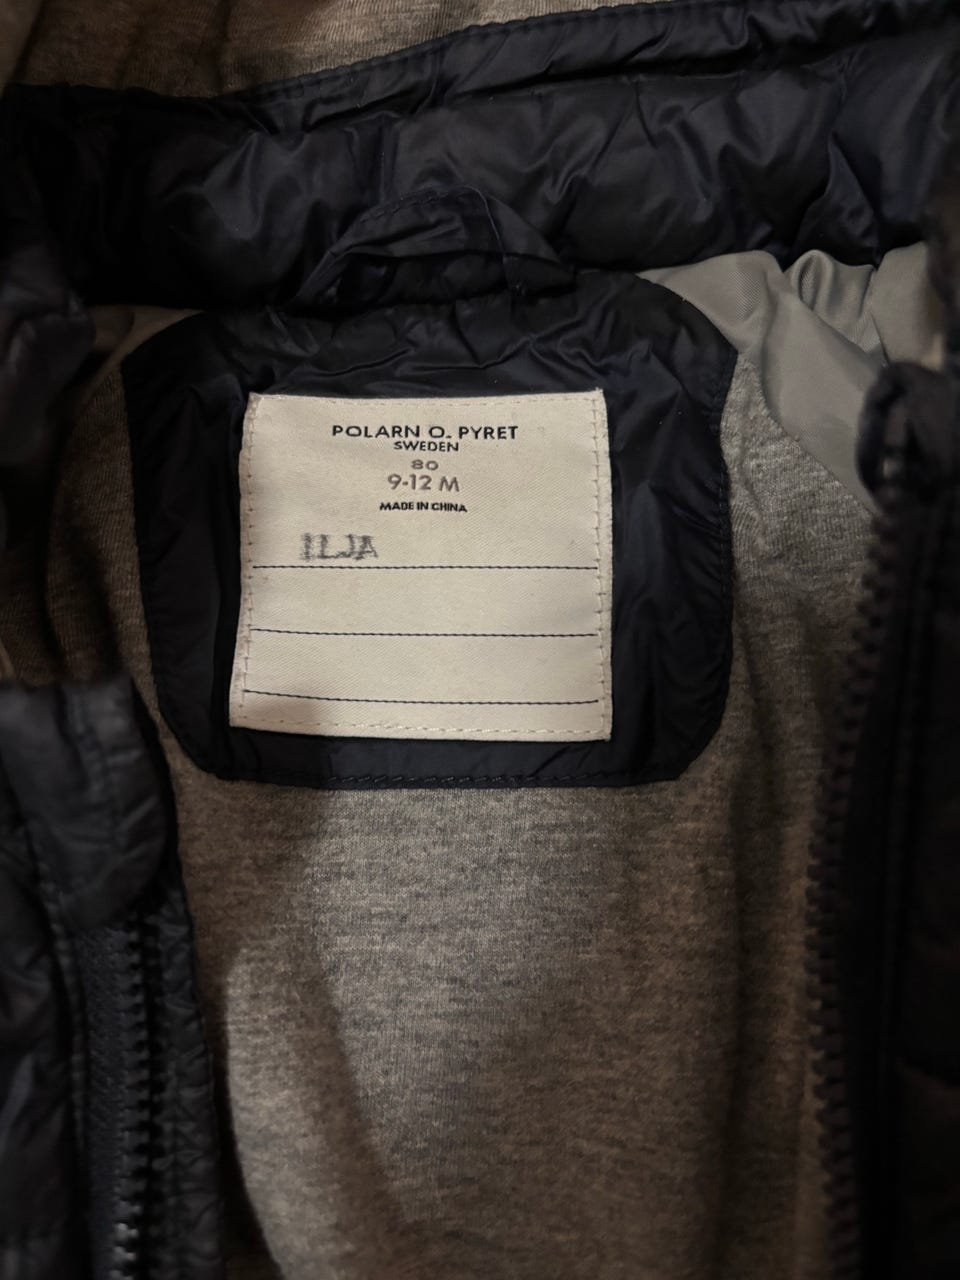 POLARN O. PYRET
SWEDEN
80
9-12 M
MADE IN CHINA
ILJA